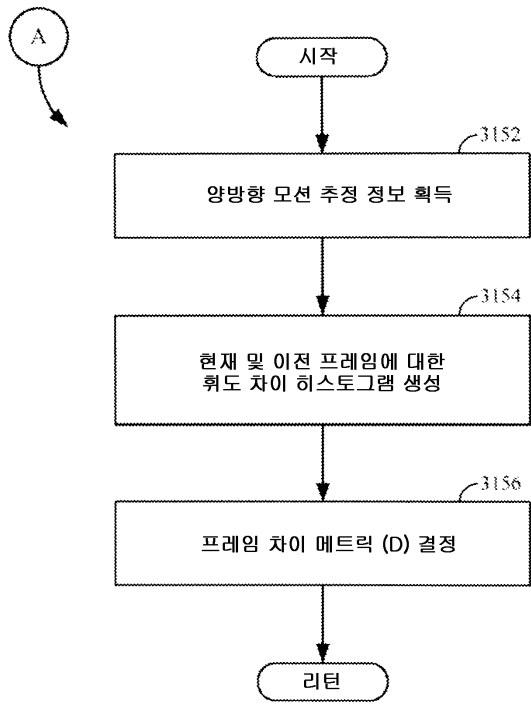 A
시작
3152
양방향 모션 추정 정보 획득
3154
현재 및 이전 프레임에 대한
휘도 차이 히스토그램 생성
3156
프레임 차이 메트릭 (D) 결정
리턴